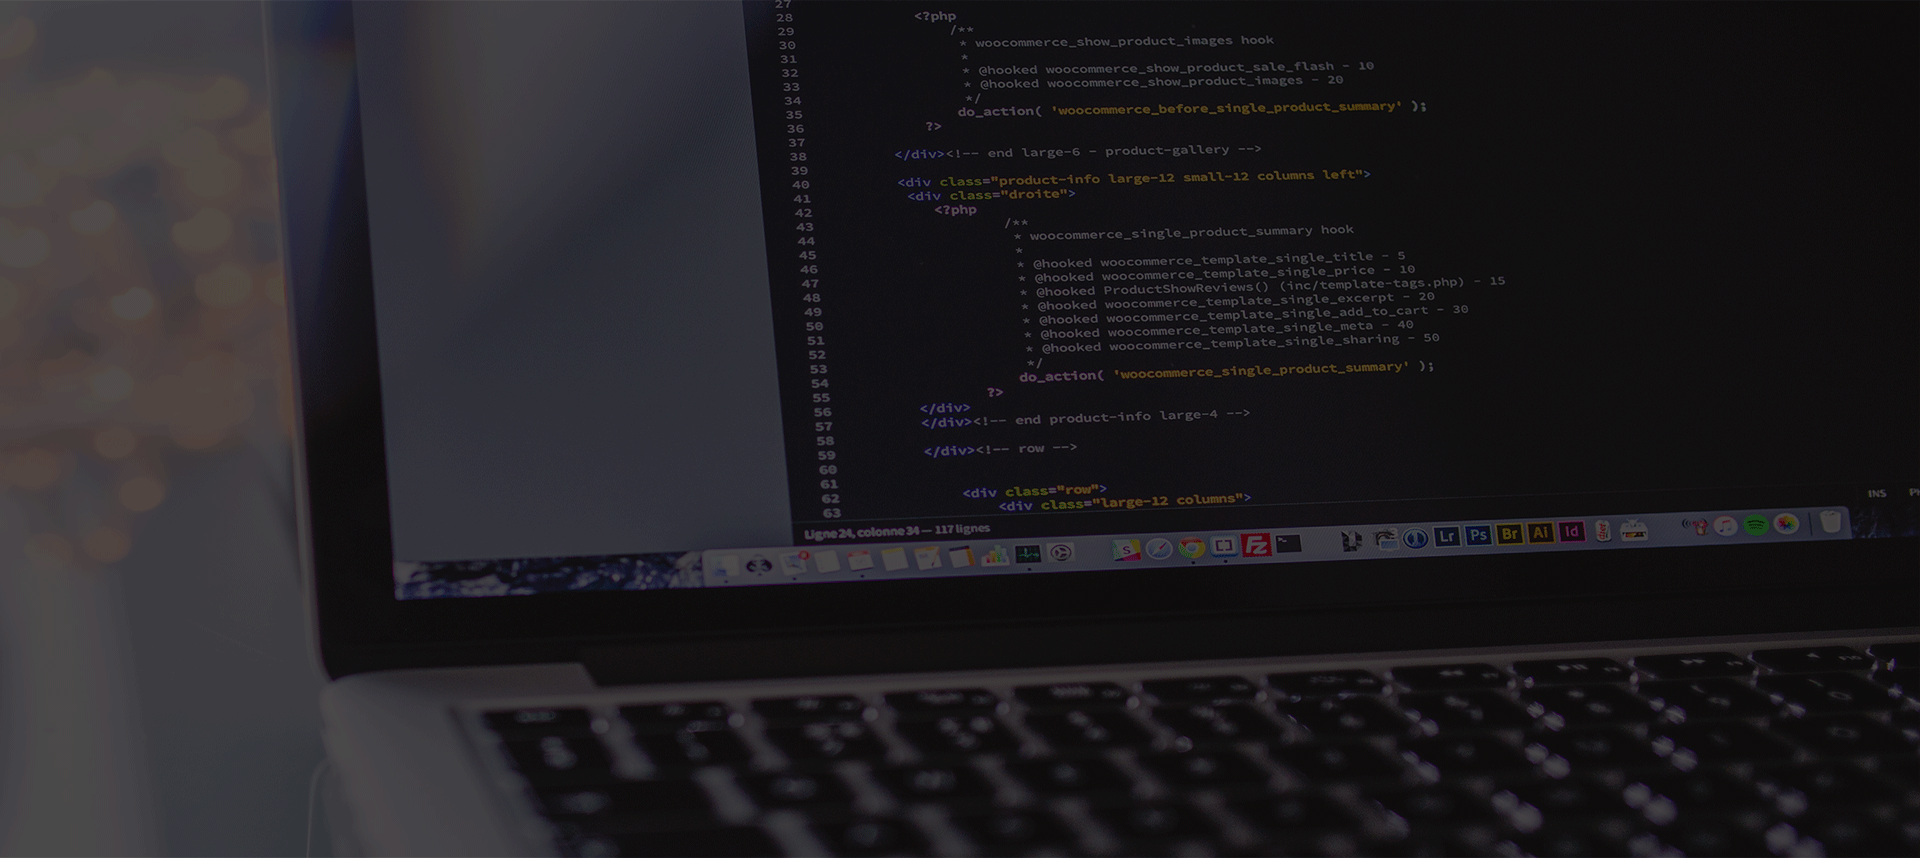 27
28 <?php
29 /**
30 * woocommerce_show_product_images hook
31 *
32 * @hooked woocommerce_show_product_sale_flash - 10
33 * @hooked woocommerce_show_product_images - 20
34 */
35 do_action( 'woocommerce_before_single_product_summary' );
36 ?>
37
38 </div><!-- end large-6 - product-gallery -->
39
40 <div class="product-info large-12 small-12 columns left">
41 <div class="droite">
42 <?php
43 /**
44 * woocommerce_single_product_summary hook
45 *
46 * @hooked woocommerce_template_single_title - 5
47 * @hooked woocommerce_template_single_price - 10
48 * @hooked ProductShowReviews() (inc/template-tags.php) - 15
49 * @hooked woocommerce_template_single_excerpt - 20
50 * @hooked woocommerce_template_single_add_to_cart - 30
51 * @hooked woocommerce_template_single_meta - 40
52 * @hooked woocommerce_template_single_sharing - 50
53 */
54 do_action( 'woocommerce_single_product_summary' );
55 ?>
56 </div>
57 </div><!-- end product-info large-4 -->
58
59 </div><!-- row -->
60
61
62 <div class="row">
63 <div class="large-12 columns">
Ligne 24, colonne 34 — 117 lignes
INS
S Fz Lr Ps Br Ai Id